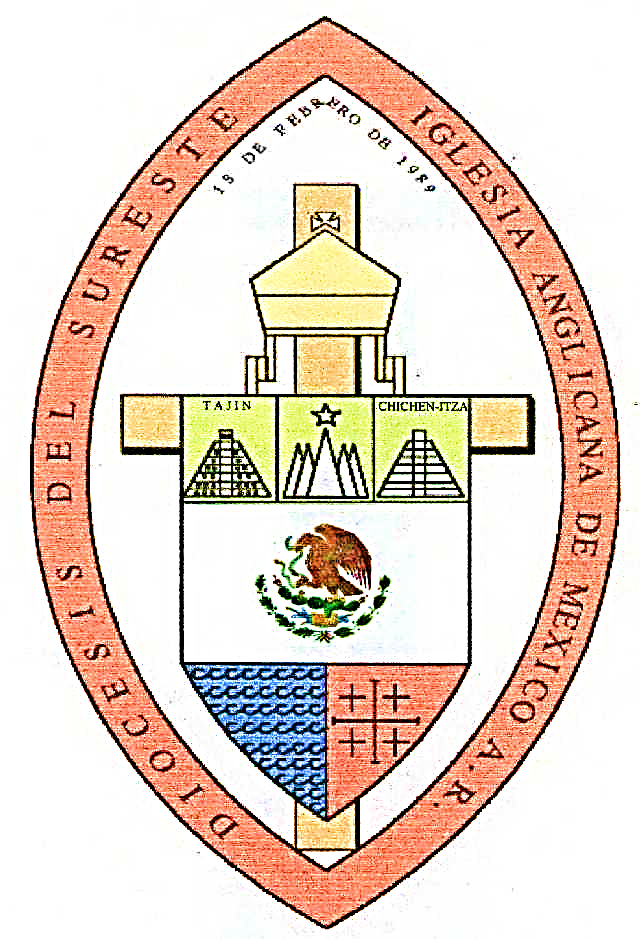 DIOCESIS DEL SURESTE
IGLESIA ANGLICANA DE MEXICO A.R.
15 DE FEBRERO DE 1989
TAJIN
CHICHEN-ITZA